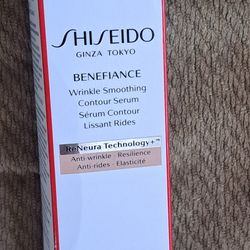 SHISEIDO
GINZA TOKYO
BENEFIANCE
Wrinkle Smoothing
Contour Serum
Sérum Contour
Lissant Rides
ReNeura Technology+™
Anti-wrinkle · Resilience
Anti-rides · Elasticité